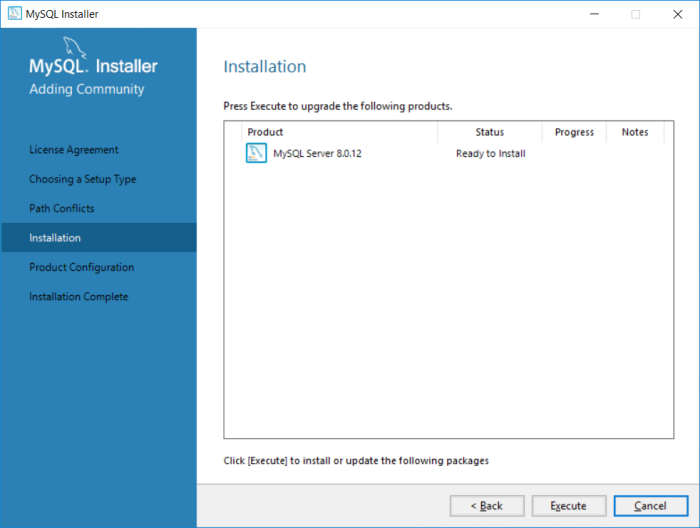 MySQL Installer
MySQL. Installer
Adding Community
License Agreement
Choosing a Setup Type
Path Conflicts
Installation
Product Configuration
Installation Complete
Installation
Press Execute to upgrade the following products.
Product Status Progress Notes
MySQL Server 8.0.12 Ready to Install
Click [Execute] to install or update the following packages
< Back Execute Cancel